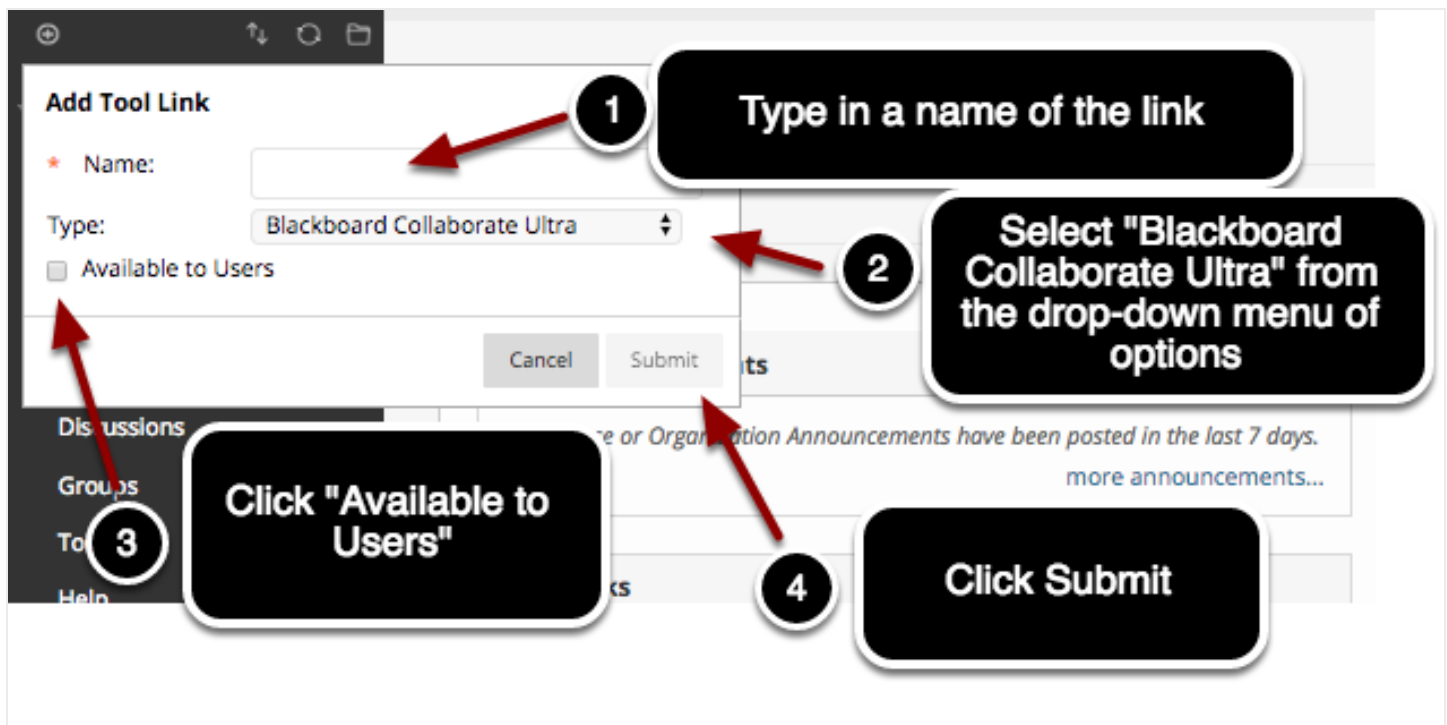 Add Tool Link
1
Type in a name of the link
* Name:
Type:
Blackboard Collaborate Ultra
2
Select "Blackboard
Collaborate Ultra" from
the drop-down menu of
options
Available to Users
Cancel
Submit
Discussions
or
Announcements have been posted in the last 7 days.
more announcements...
Groups
3
Click "Available to
Users"
4
Click Submit
Help